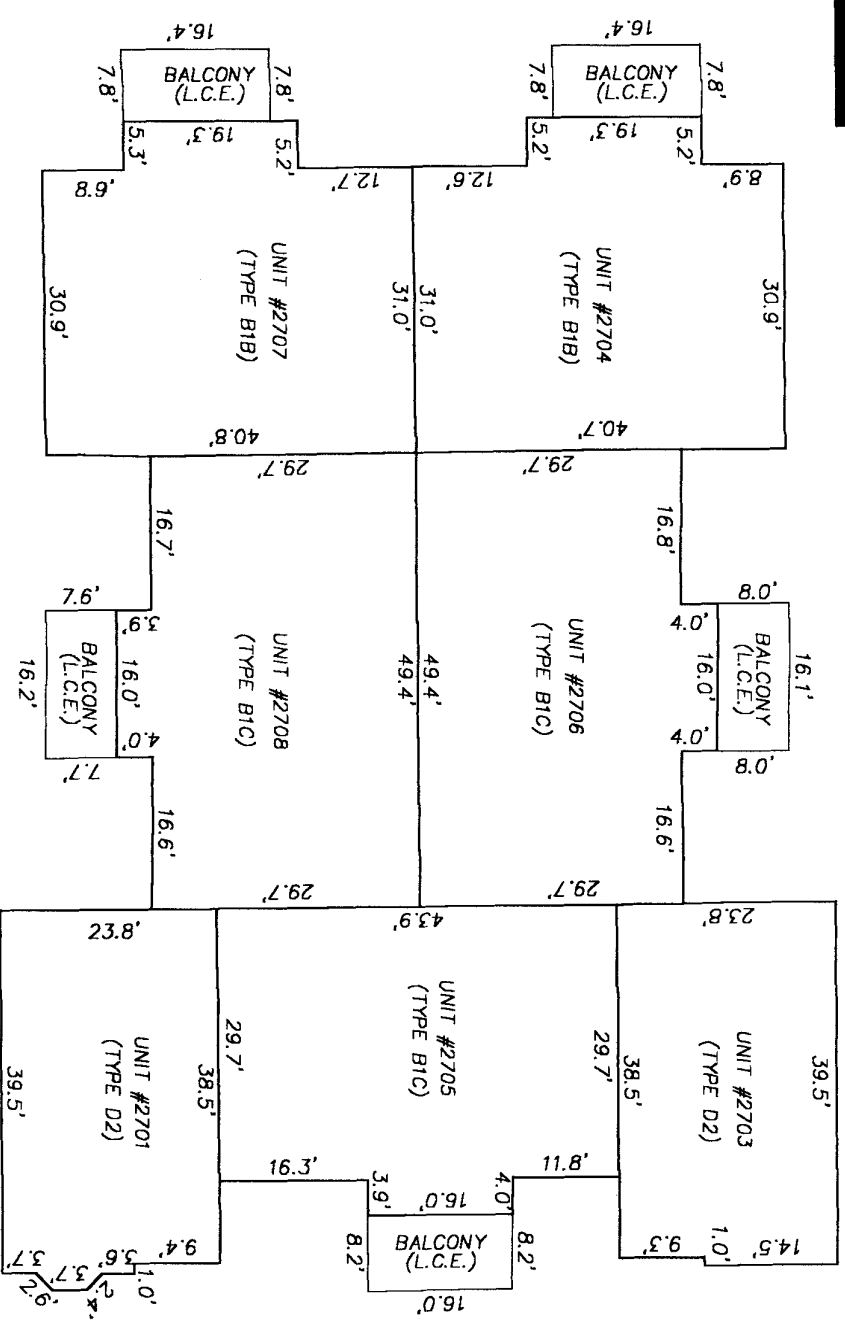 16.4'
7.8'
BALCONY
(L.C.E.)
7.8'
5.3'
19.3'
5.2'
6.8'
12.7'
30.9'
UNIT #2707
(TYPE B1B)
31.0'
40.8'
16.4'
7.8'
BALCONY
(L.C.E.)
7.8'
5.2'
19.3'
5.2'
12.6'
8.9'
31.0'
UNIT #2704
(TYPE B1B)
30.9'
40.7'
29.7'
16.7'
7.6'
3.9'
BALCONY
(L.C.E.)
16.2'
16.0'
4.0'
7.7'
16.6'
UNIT #2708
(TYPE B1C)
49.4'
29.7'
29.7'
16.8'
8.0'
4.0'
BALCONY
(L.C.E.)
16.1'
16.0'
4.0'
8.0'
16.6'
UNIT #2706
(TYPE B1C)
49.4'
29.7'
23.8'
UNIT #2701
(TYPE D2)
39.5'
38.5'
9.4'
1.0'
3.6'
2.4'
3.7'
3.7'
43.9'
29.7'
UNIT #2705
(TYPE B1C)
29.7'
16.3'
11.8'
3.9'
16.0'
4.0'
8.2'
BALCONY
(L.C.E.)
8.2'
16.0'
23.8'
38.5'
UNIT #2703
(TYPE D2)
39.5'
9.3'
1.0'
14.5'